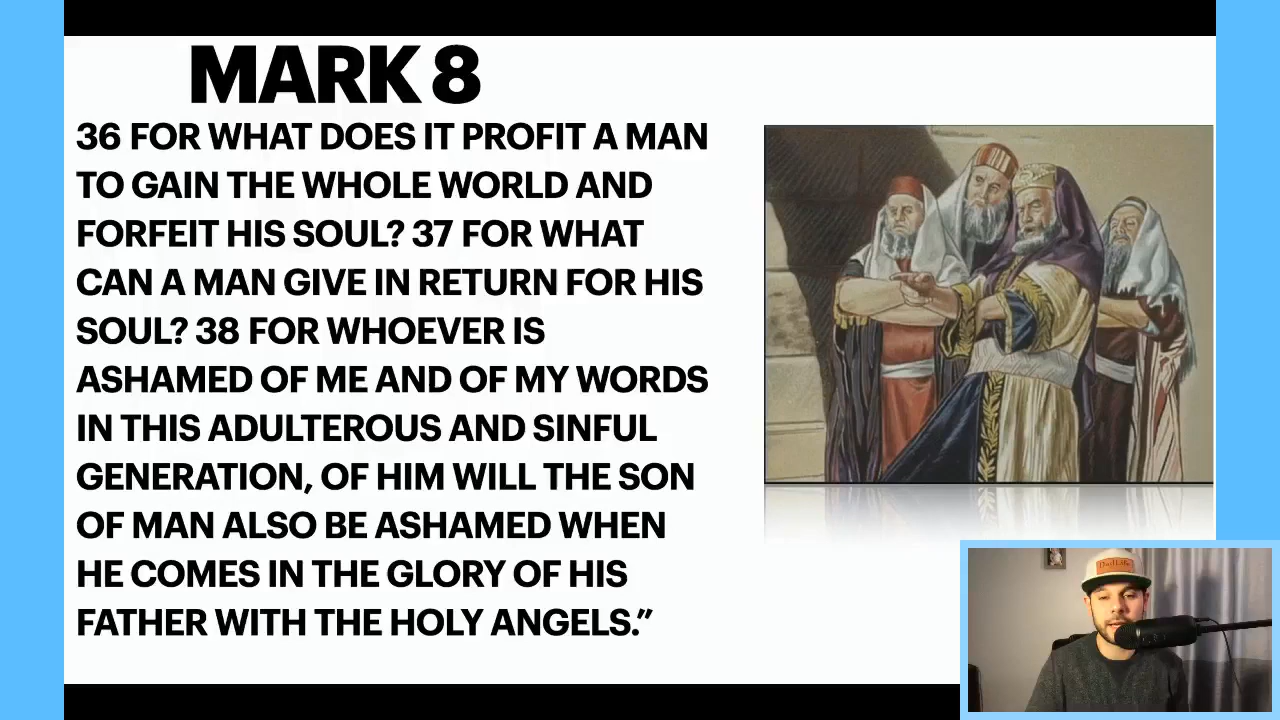 MARK 8
36 FOR WHAT DOES IT PROFIT A MAN
TO GAIN THE WHOLE WORLD AND
FORFEIT HIS SOUL? 37 FOR WHAT
CAN A MAN GIVE IN RETURN FOR HIS
SOUL? 38 FOR WHOEVER IS
ASHAMED OF ME AND OF MY WORDS
IN THIS ADULTEROUS AND SINFUL
GENERATION, OF HIM WILL THE SON
OF MAN ALSO BE ASHAMED WHEN
HE COMES IN THE GLORY OF HIS
FATHER WITH THE HOLY ANGELS.”